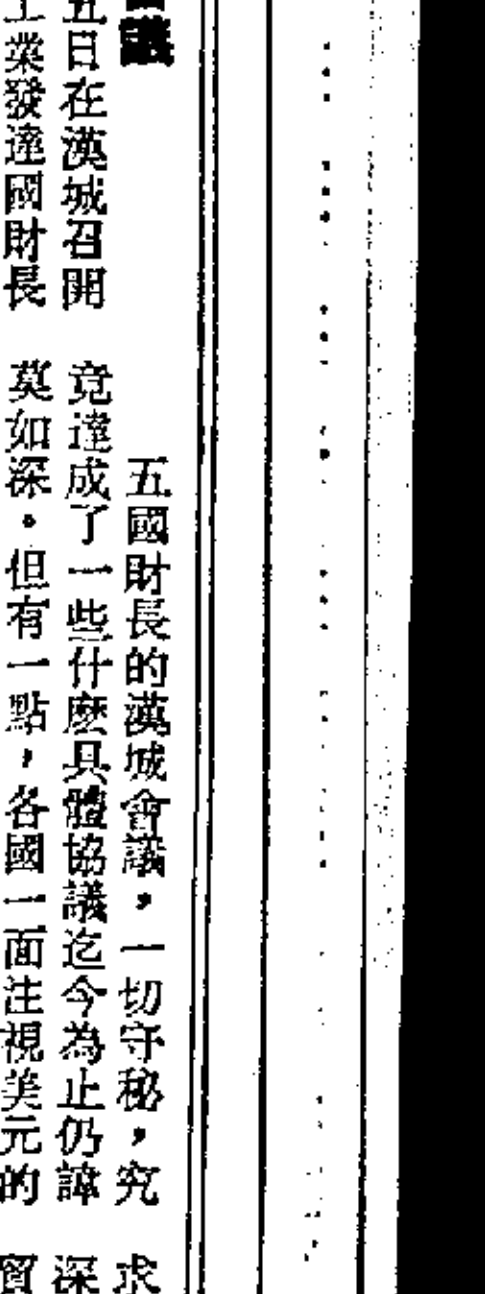 議
五日在漢城召開
業發達國財長
五國財長的漢城會議，一切守秘，究
竟達成了一些什麼具體協議迄今為止仍諱
莫如深。但有一點，各國一面注視美元的
求
深
貿